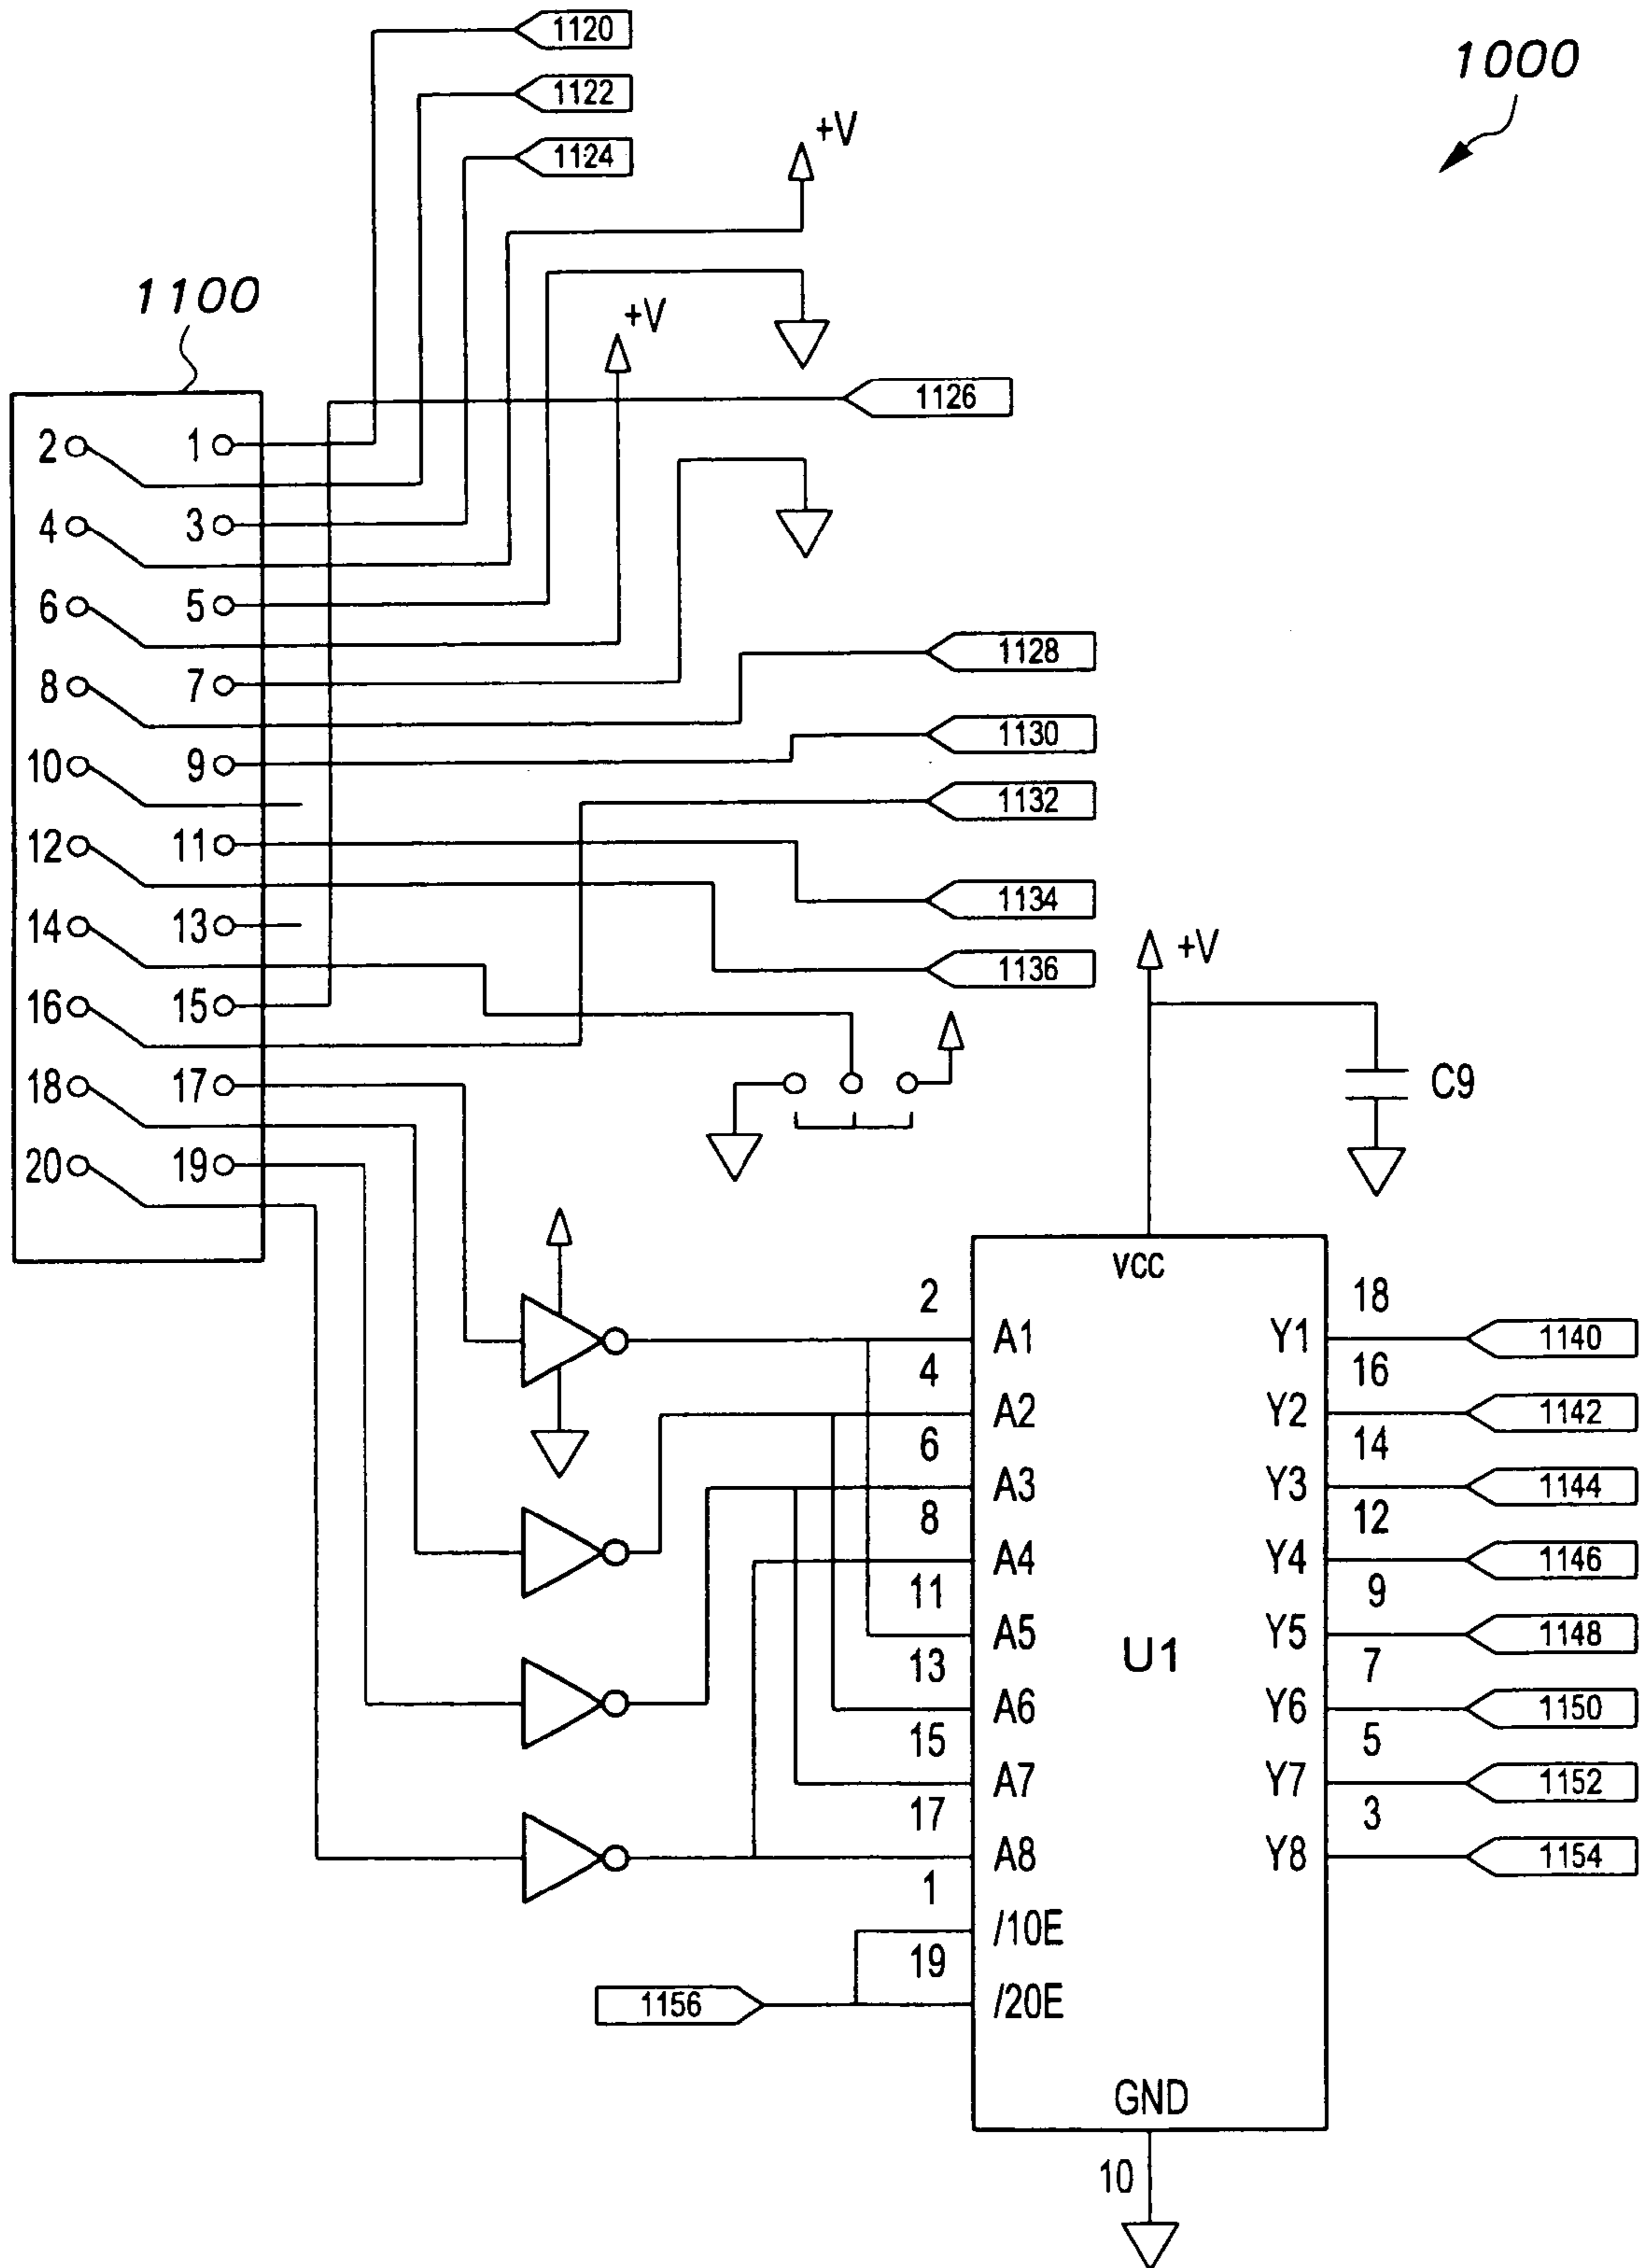 1120
1000
1122
+V
1124
1100
+V
1126
2 1
4 3
6 5
1128
8 7
1130
10 9
1132
12 11
1134
14 13
+V
1136
16 15
18 17
C9
20 19
VCC
2 18
A1 Y1 1140
4 16
A2 Y2 1142
6 14
A3 Y3 1144
8 12
A4 Y4 1146
11 9
A5 U1 Y5 1148
13 7
A6 Y6 1150
15 5
A7 Y7 1152
17 3
A8 Y8 1154
1
/10E
19
1156 /20E
GND
10